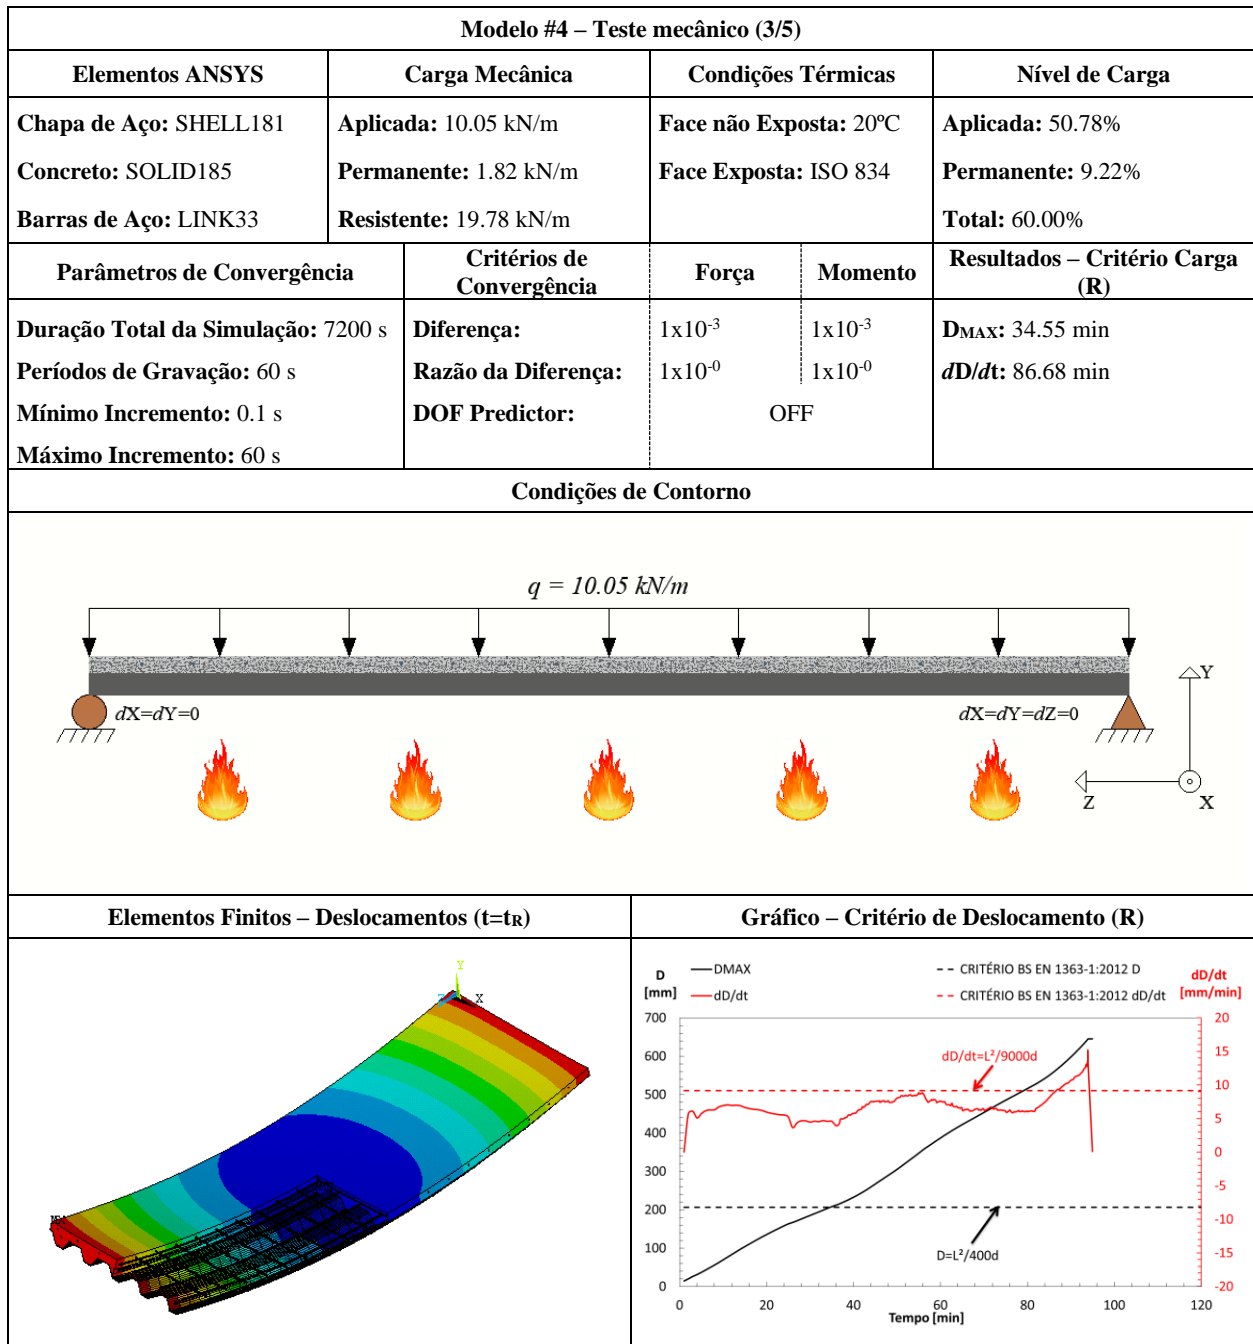 Modelo #4 – Teste mecânico (3/5)
Elementos ANSYS
Carga Mecânica
Condições Térmicas
Nível de Carga
Chapa de Aço: SHELL181
Aplicada: 10.05 kN/m
Face não Exposta: 20ºC
Aplicada: 50.78%
Concreto: SOLID185
Permanente: 1.82 kN/m
Face Exposta: ISO 834
Permanente: 9.22%
Barras de Aço: LINK33
Resistente: 19.78 kN/m
Total: 60.00%
Parâmetros de Convergência
Critérios de
Convergência
Força
Momento
Resultados – Critério Carga
(R)
Duração Total da Simulação: 7200 s
Diferença:
1x10⁻³
1x10⁻³
DMAX: 34.55 min
Períodos de Gravação: 60 s
Razão da Diferença:
1x10⁻⁰
1x10⁻⁰
dD/dt: 86.68 min
Mínimo Incremento: 0.1 s
DOF Predictor:
OFF
Máximo Incremento: 60 s
Condições de Contorno
q = 10.05 kN/m
dX=dY=0
dX=dY=dZ=0
Y
Z
X
Elementos Finitos – Deslocamentos (t=tR)
Gráfico – Critério de Deslocamento (R)
Y
X
D
[mm]
DMAX
CRITÉRIO BS EN 1363-1:2012 D
dD/dt
CRITÉRIO BS EN 1363-1:2012 dD/dt
dD/dt
[mm/min]
700
600
500
400
300
200
100
0
dD/dt=L²/9000d
D=L²/400d
20
15
10
5
0
-5
-10
-15
-20
0
20
40
60
80
100
120
Tempo [min]